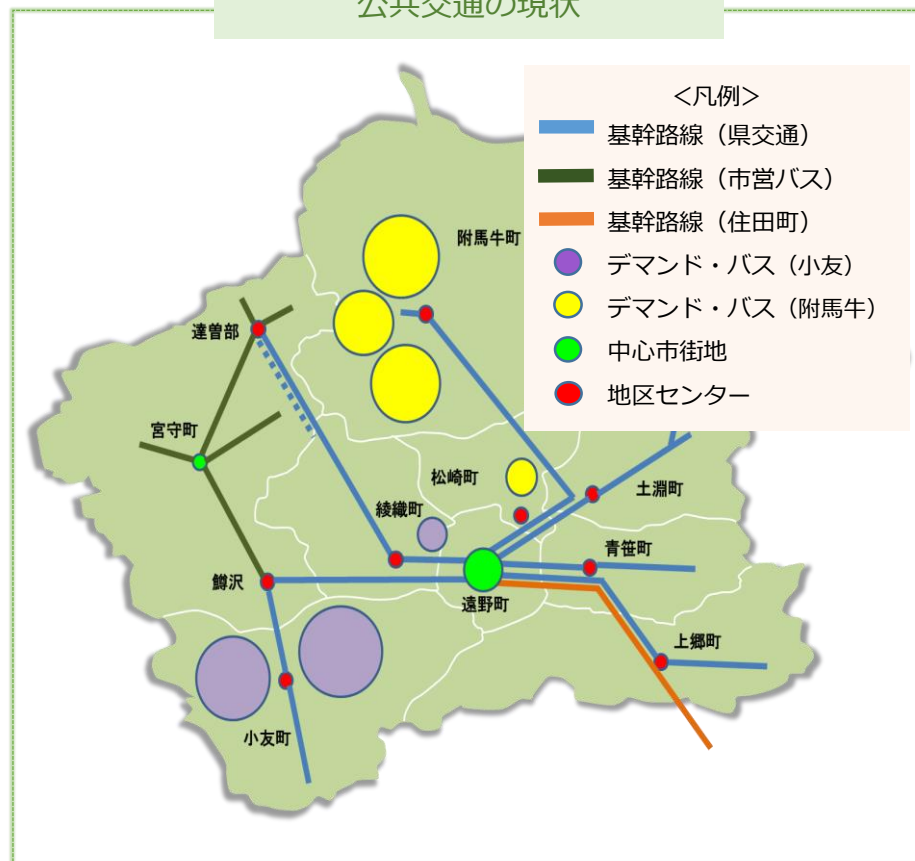 公共交通の現状
<凡例>
基幹路線（県交通）
基幹路線（市営バス）
基幹路線（住田町）
デマンド・バス（小友）
デマンド・バス（附馬牛）
中心市街地
地区センター
附馬牛町
達曽部
宮守町
松崎町
土淵町
綾織町
青笹町
鱒沢
遠野町
上郷町
小友町